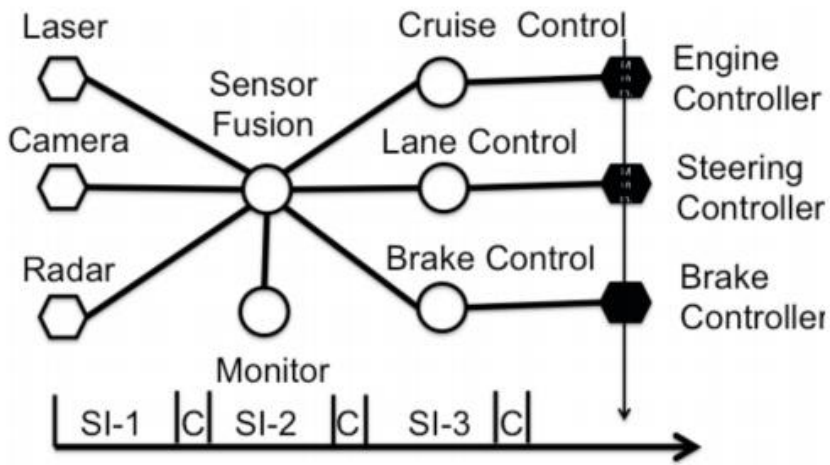 Laser
Cruise Control
Engine
Controller
Sensor
Fusion
Camera
Lane Control
Steering
Controller
Radar
Brake Control
Brake
Controller
Monitor
SI-1 C SI-2 C SI-3 C